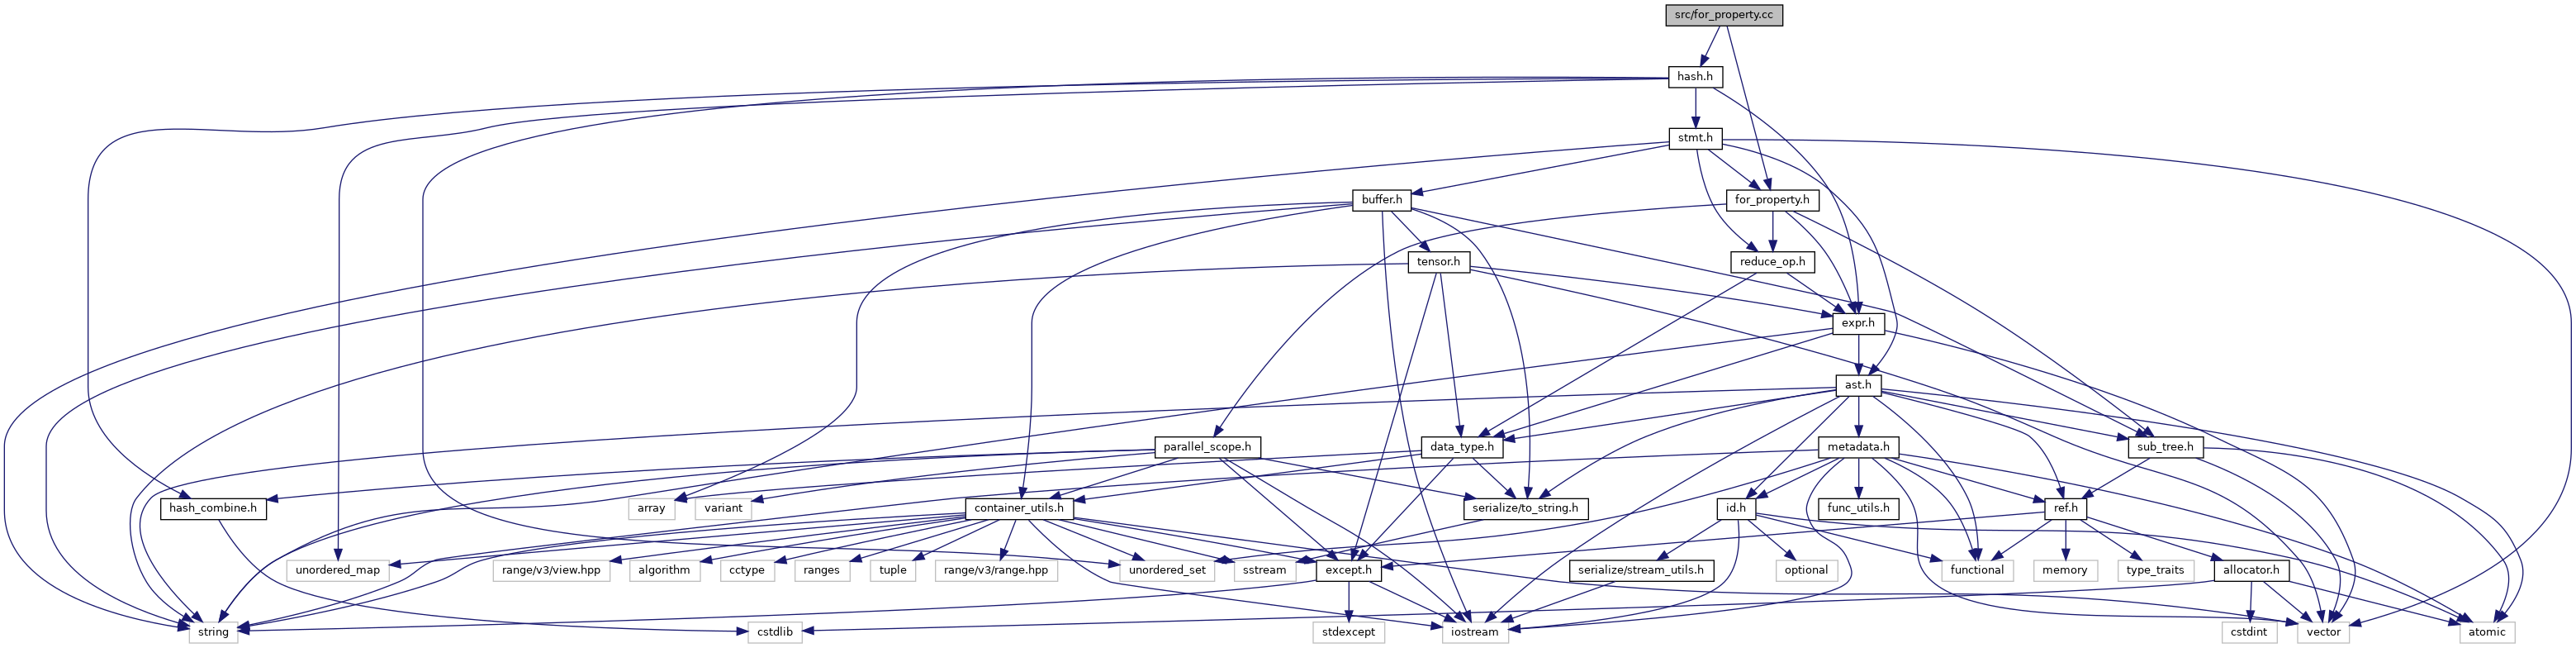 src/for_property.cc
hash.h
stmt.h
buffer.h
for_property.h
tensor.h
reduce_op.h
expr.h
ast.h
parallel_scope.h
data_type.h
metadata.h
sub_tree.h
hash_combine.h
array
variant
container_utils.h
serialize/to_string.h
id.h
func_utils.h
ref.h
unordered_map
range/v3/view.hpp
algorithm
cctype
ranges
tuple
range/v3/range.hpp
unordered_set
sstream
except.h
serialize/stream_utils.h
optional
functional
memory
type_traits
allocator.h
string
cstdlib
stdexcept
iostream
cstdint
vector
atomic